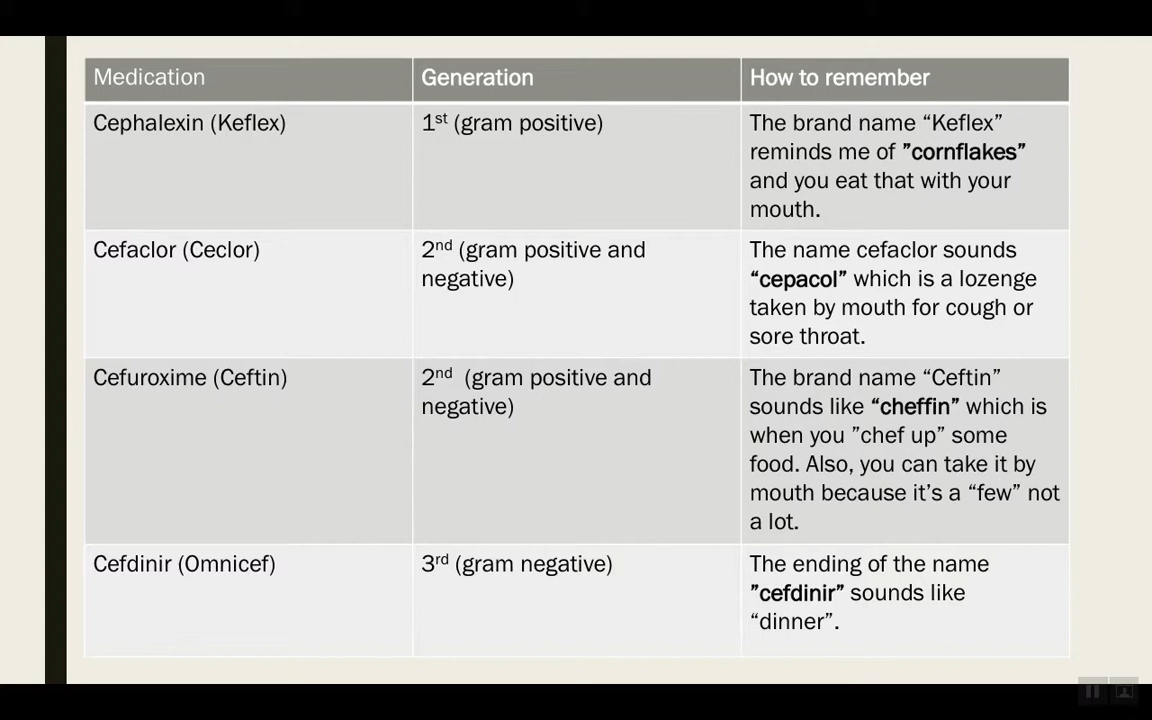 Medication Generation How to remember
Cephalexin (Keflex) 1st (gram positive) The brand name “Keflex”
reminds me of ”cornflakes”
and you eat that with your
mouth.
Cefaclor (Ceclor) 2nd (gram positive and The name cefaclor sounds
negative) “cepacol” which is a lozenge
taken by mouth for cough or
sore throat.
Cefuroxime (Ceftin) 2nd (gram positive and The brand name “Ceftin”
negative) sounds like “cheffin” which is
when you ”chef up” some
food. Also, you can take it by
mouth because it’s a “few” not
a lot.
Cefdinir (Omnicef) 3rd (gram negative) The ending of the name
”cefdinir” sounds like
“dinner”.